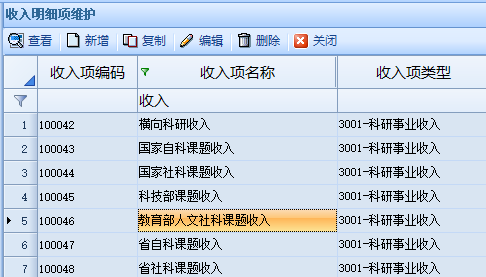 收入明细项维护
查看 新增 复制 编辑 删除 关闭
收入项编码 收入项名称 收入项类型
收入
1 100042 横向科研收入 3001-科研事业收入
2 100043 国家自科课题收入 3001-科研事业收入
3 100044 国家社科课题收入 3001-科研事业收入
4 100045 科技部课题收入 3001-科研事业收入
5 100046 教育部人文社科课题收入 3001-科研事业收入
6 100047 省自科课题收入 3001-科研事业收入
7 100048 省社科课题收入 3001-科研事业收入